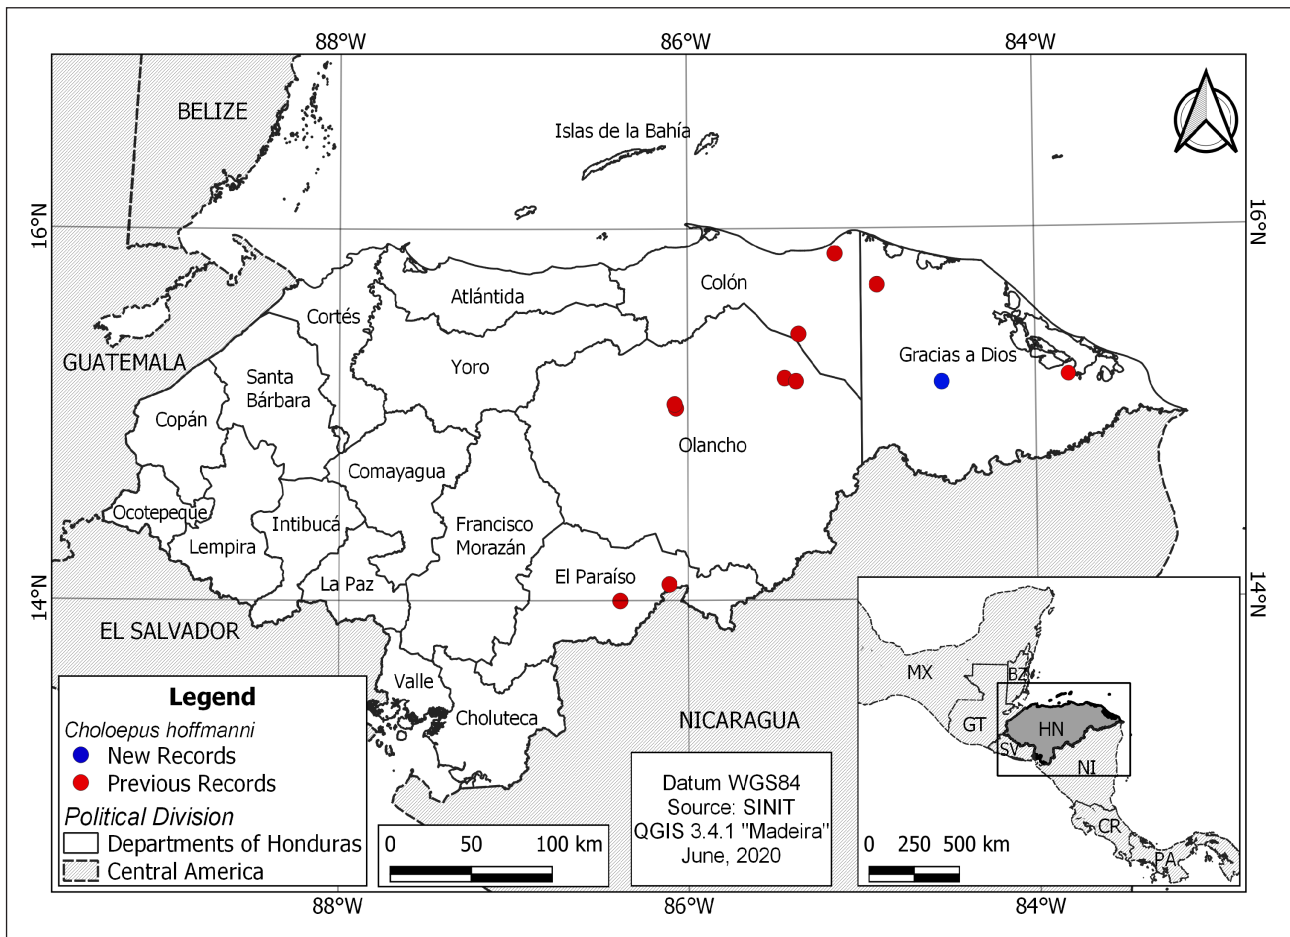 88°W
86°W
84°W
BELIZE
Islas de la Bahía
16°N
16°N
Colón
Atlántida
Cortés
GUATEMALA
Yoro
Gracias a Dios
Santa
Bárbara
Copán
Olancho
Comayagua
Ocotepeque
Intibucá
Francisco
Morazán
Lempira
La Paz
El Paraíso
14°N
14°N
EL SALVADOR
Valle
Choluteca
NICARAGUA
Legend
Choloepus hoffmanni
New Records
Previous Records
Political Division
Departments of Honduras
Central America
0 50 100 km
Datum WGS84
Source: SINIT
QGIS 3.4.1 "Madeira"
June, 2020
MX
BZ
GT
HN
SV
NI
CR
PA
0 250 500 km
88°W
86°W
84°W